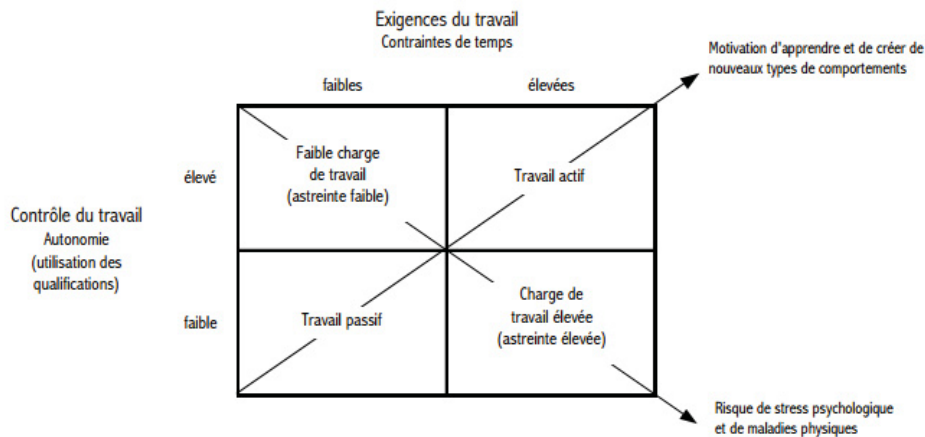 Exigences du travail
Contraintes de temps
Motivation d'apprendre et de créer de
nouveaux types de comportements
faibles
élevées
élevé
Faible charge
de travail
(astreinte faible)
Travail actif
Contrôle du travail
Autonomie
(utilisation des
qualifications)
faible
Travail passif
Charge de
travail élevée
(astreinte élevée)
Risque de stress psychologique
et de maladies physiques